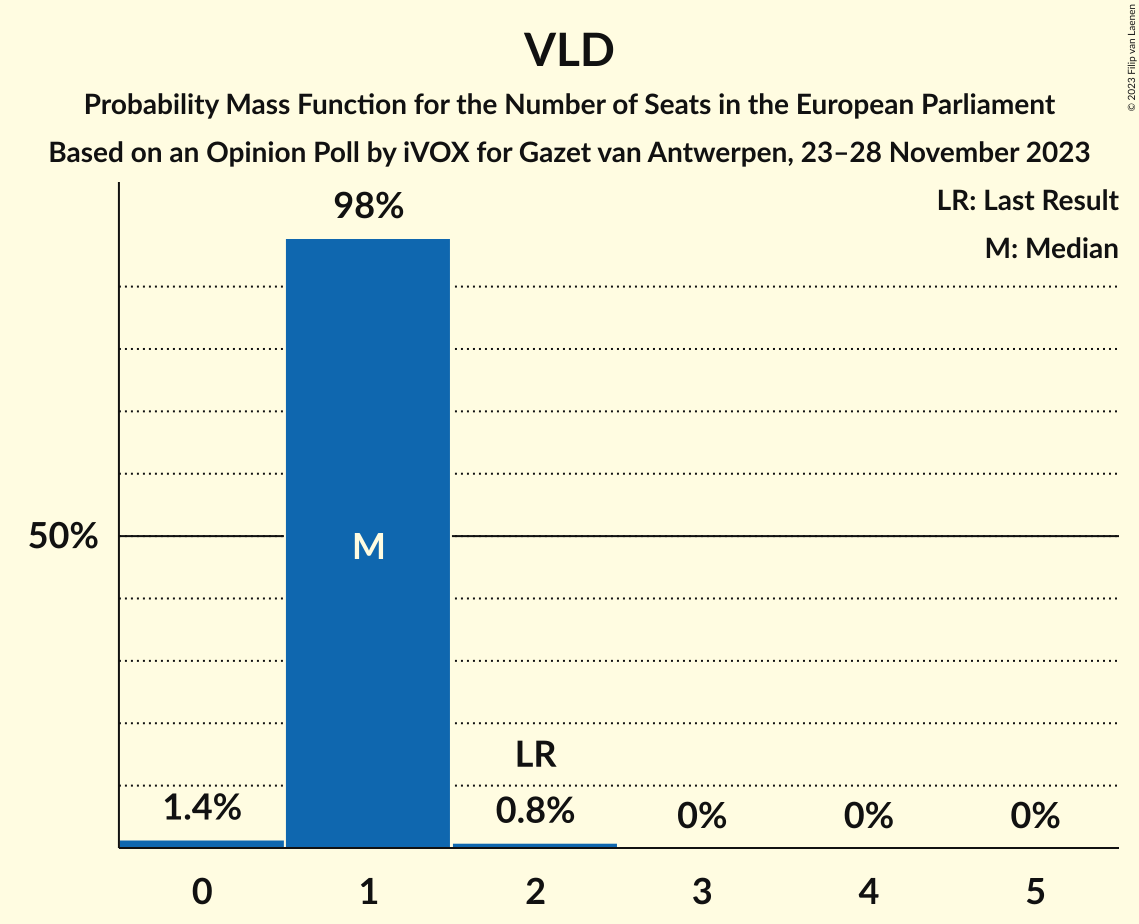 VLD
Probability Mass Function for the Number of Seats in the European Parliament
Based on an Opinion Poll by iVOX for Gazet van Antwerpen, 23–28 November 2023
© 2023 Filip van Laenen
LR: Last Result
M: Median
98%
50%
M
LR
1.4%
0.8%
0%
0%
0%
0
1
2
3
4
5